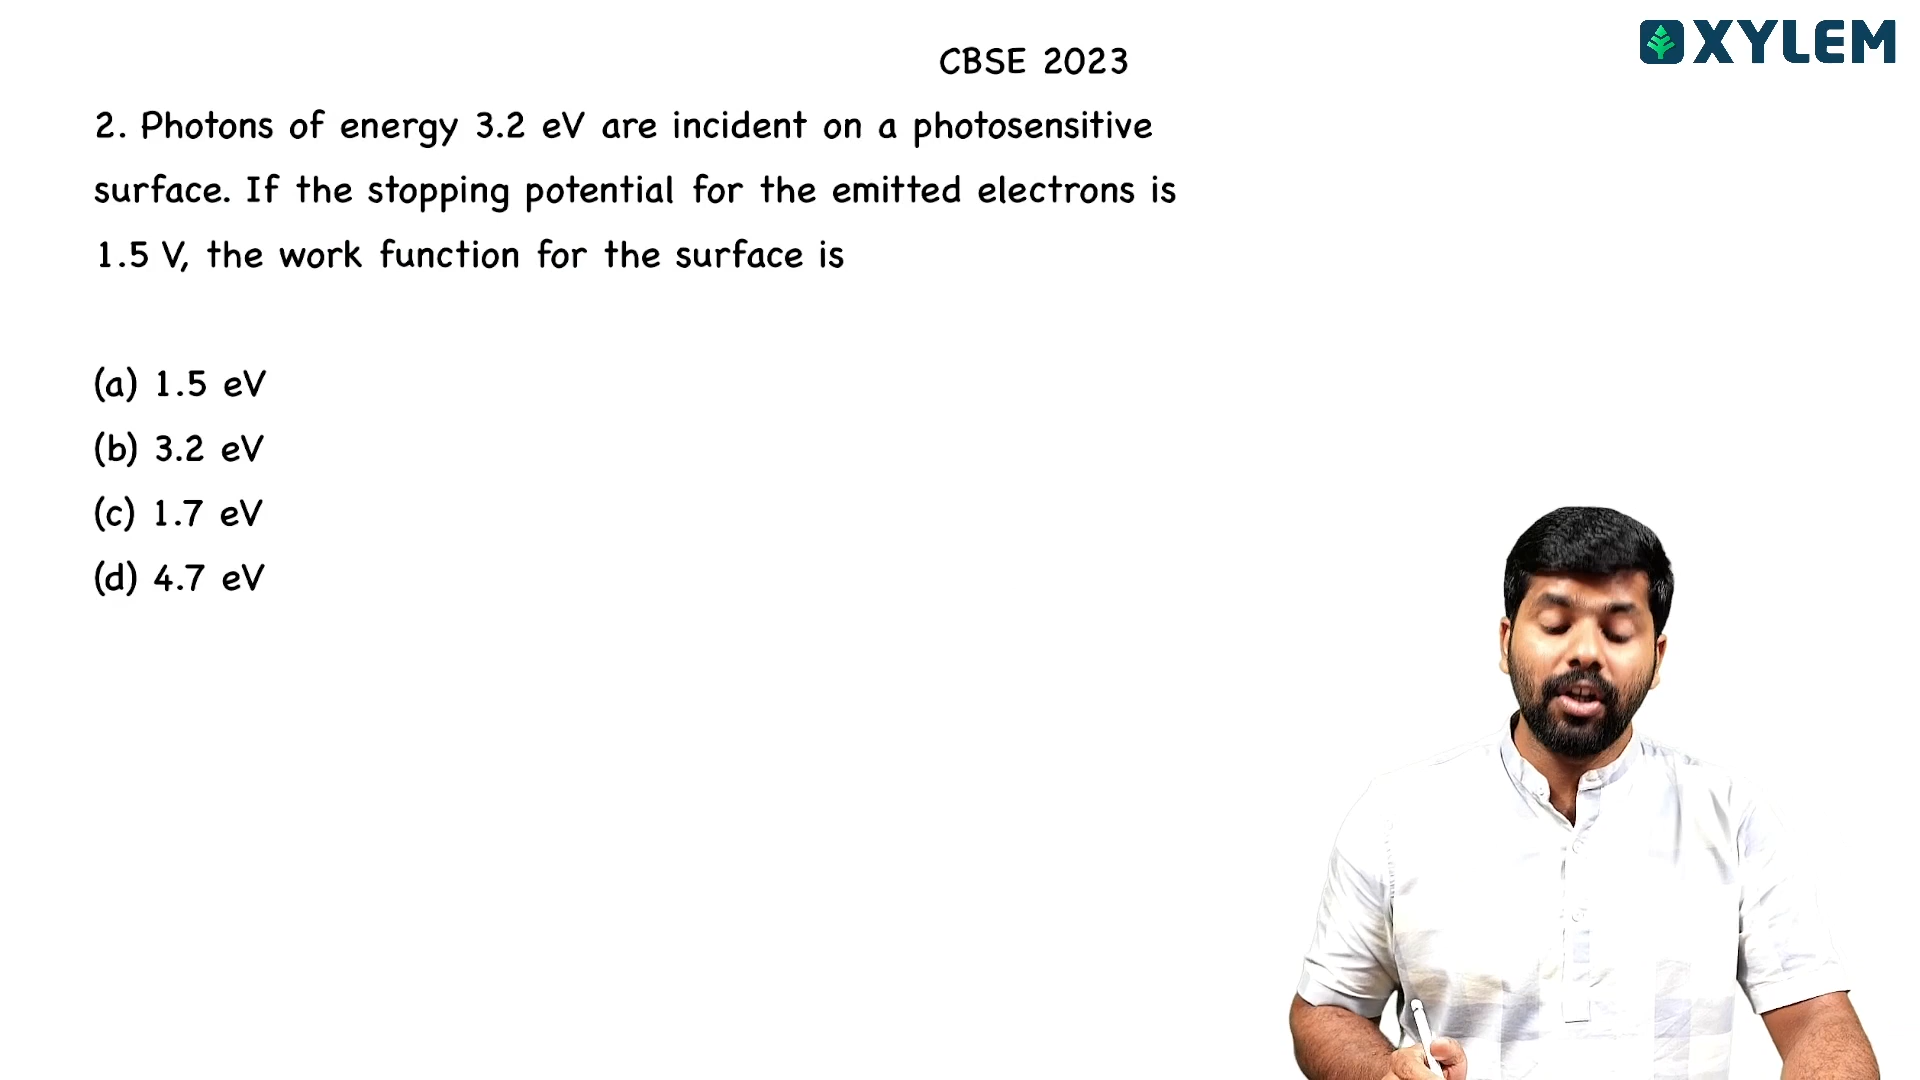 XYLEM
CBSE 2023
2. Photons of energy 3.2 eV are incident on a photosensitive
surface. If the stopping potential for the emitted electrons is
1.5 V, the work function for the surface is
(a) 1.5 eV
(b) 3.2 eV
(c) 1.7 eV
(d) 4.7 eV